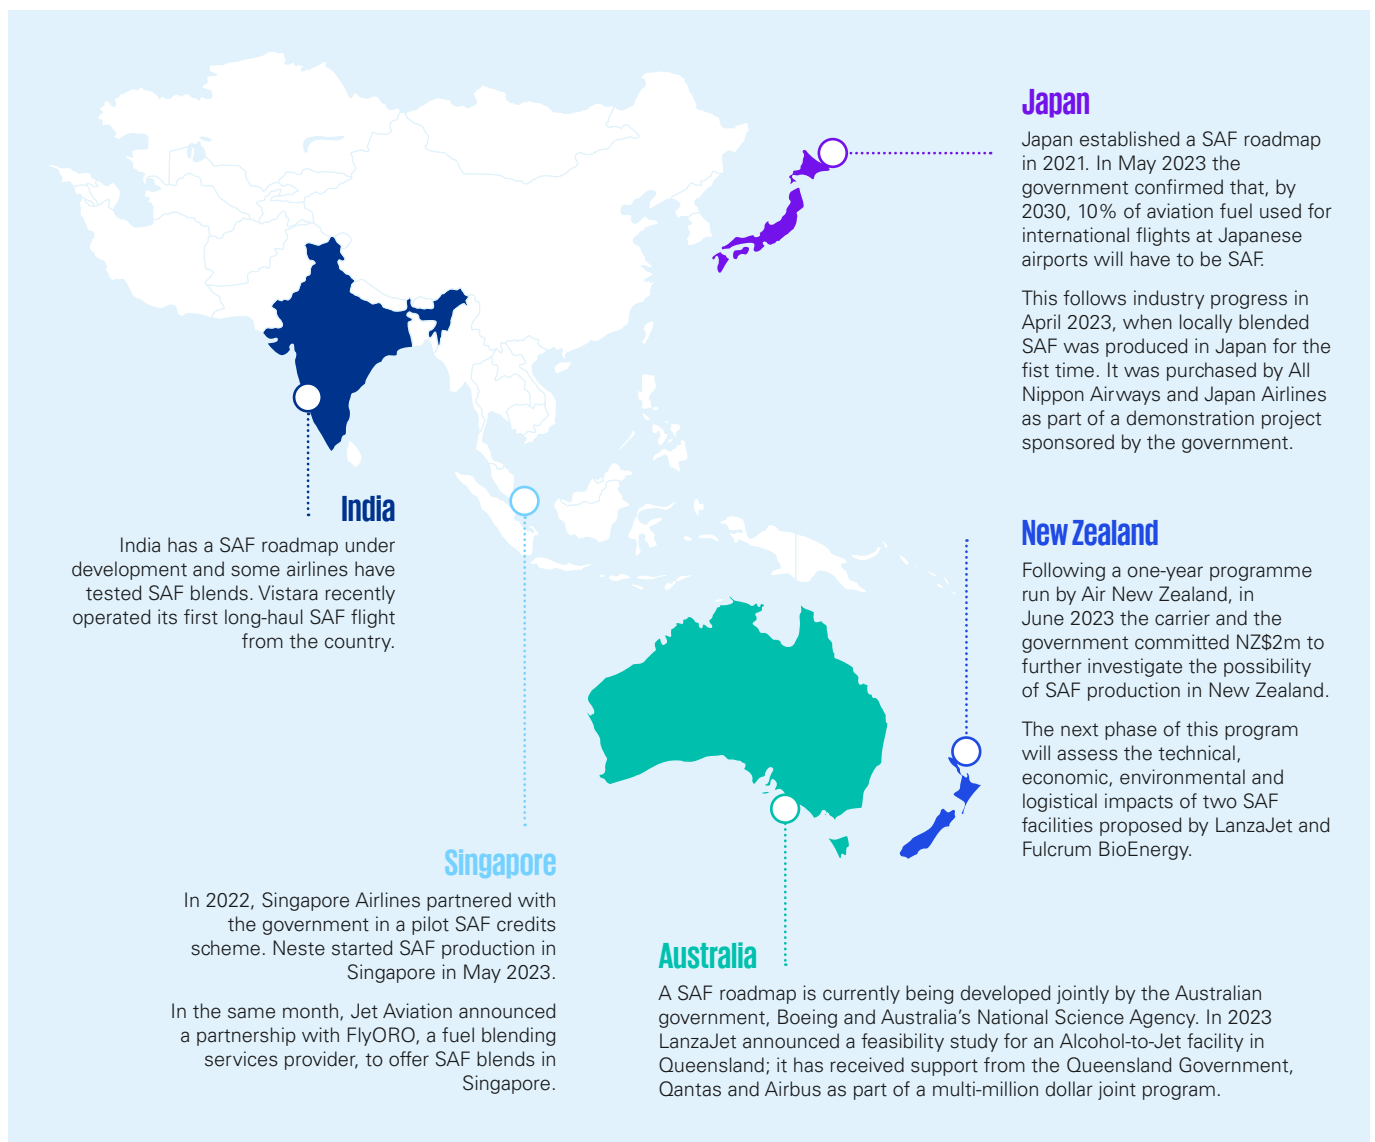 Japan
Japan established a SAF roadmap
in 2021. In May 2023 the
government confirmed that, by
2030, 10% of aviation fuel used for
international flights at Japanese
airports will have to be SAF.
This follows industry progress in
April 2023, when locally blended
SAF was produced in Japan for the
fist time. It was purchased by All
Nippon Airways and Japan Airlines
as part of a demonstration project
sponsored by the government.
India
India has a SAF roadmap under
development and some airlines have
tested SAF blends. Vistara recently
operated its first long-haul SAF flight
from the country.
New Zealand
Following a one-year programme
run by Air New Zealand, in
June 2023 the carrier and the
government committed NZ$2m to
further investigate the possibility
of SAF production in New Zealand.
The next phase of this program
will assess the technical,
economic, environmental and
logistical impacts of two SAF
facilities proposed by LanzaJet and
Fulcrum BioEnergy.
Singapore
In 2022, Singapore Airlines partnered with
the government in a pilot SAF credits
scheme. Neste started SAF production in
Singapore in May 2023.
In the same month, Jet Aviation announced
a partnership with FlyORO, a fuel blending
services provider, to offer SAF blends in
Singapore.
Australia
A SAF roadmap is currently being developed jointly by the Australian
government, Boeing and Australia's National Science Agency. In 2023
LanzaJet announced a feasibility study for an Alcohol-to-Jet facility in
Queensland; it has received support from the Queensland Government,
Qantas and Airbus as part of a multi-million dollar joint program.